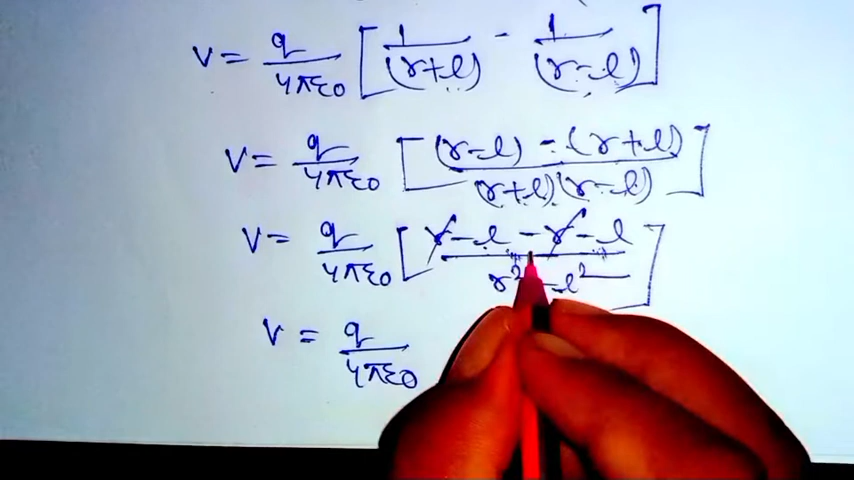 V = q/4πε0 [ 1/(r+l) - 1/(r-l) ]
V = q/4πε0 [ (r-l) - (r+l)/(r+l)(r-l) ]
V = q/4πε0 [ r-l-r-l/r²-l² ]
V = q/4πε0